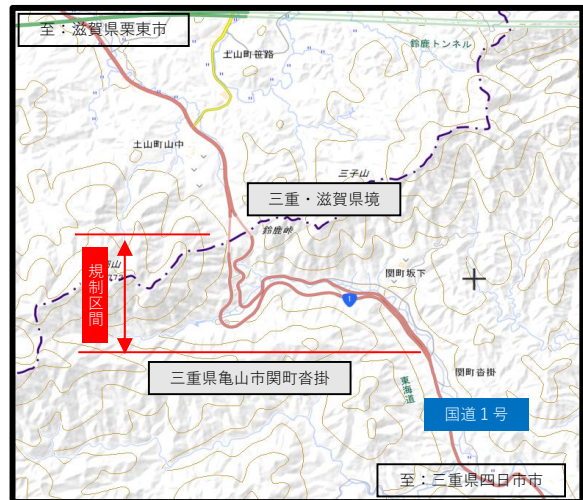 至：滋賀県栗東市
土山町笹路
鈴鹿トンネル
土山町山中
三子山
三重・滋賀県境
鈴鹿峠
規制区間
山
関町坂下
1
三重県亀山市関町沓掛
関町沓掛
東海道
国道１号
至：三重県四日市市